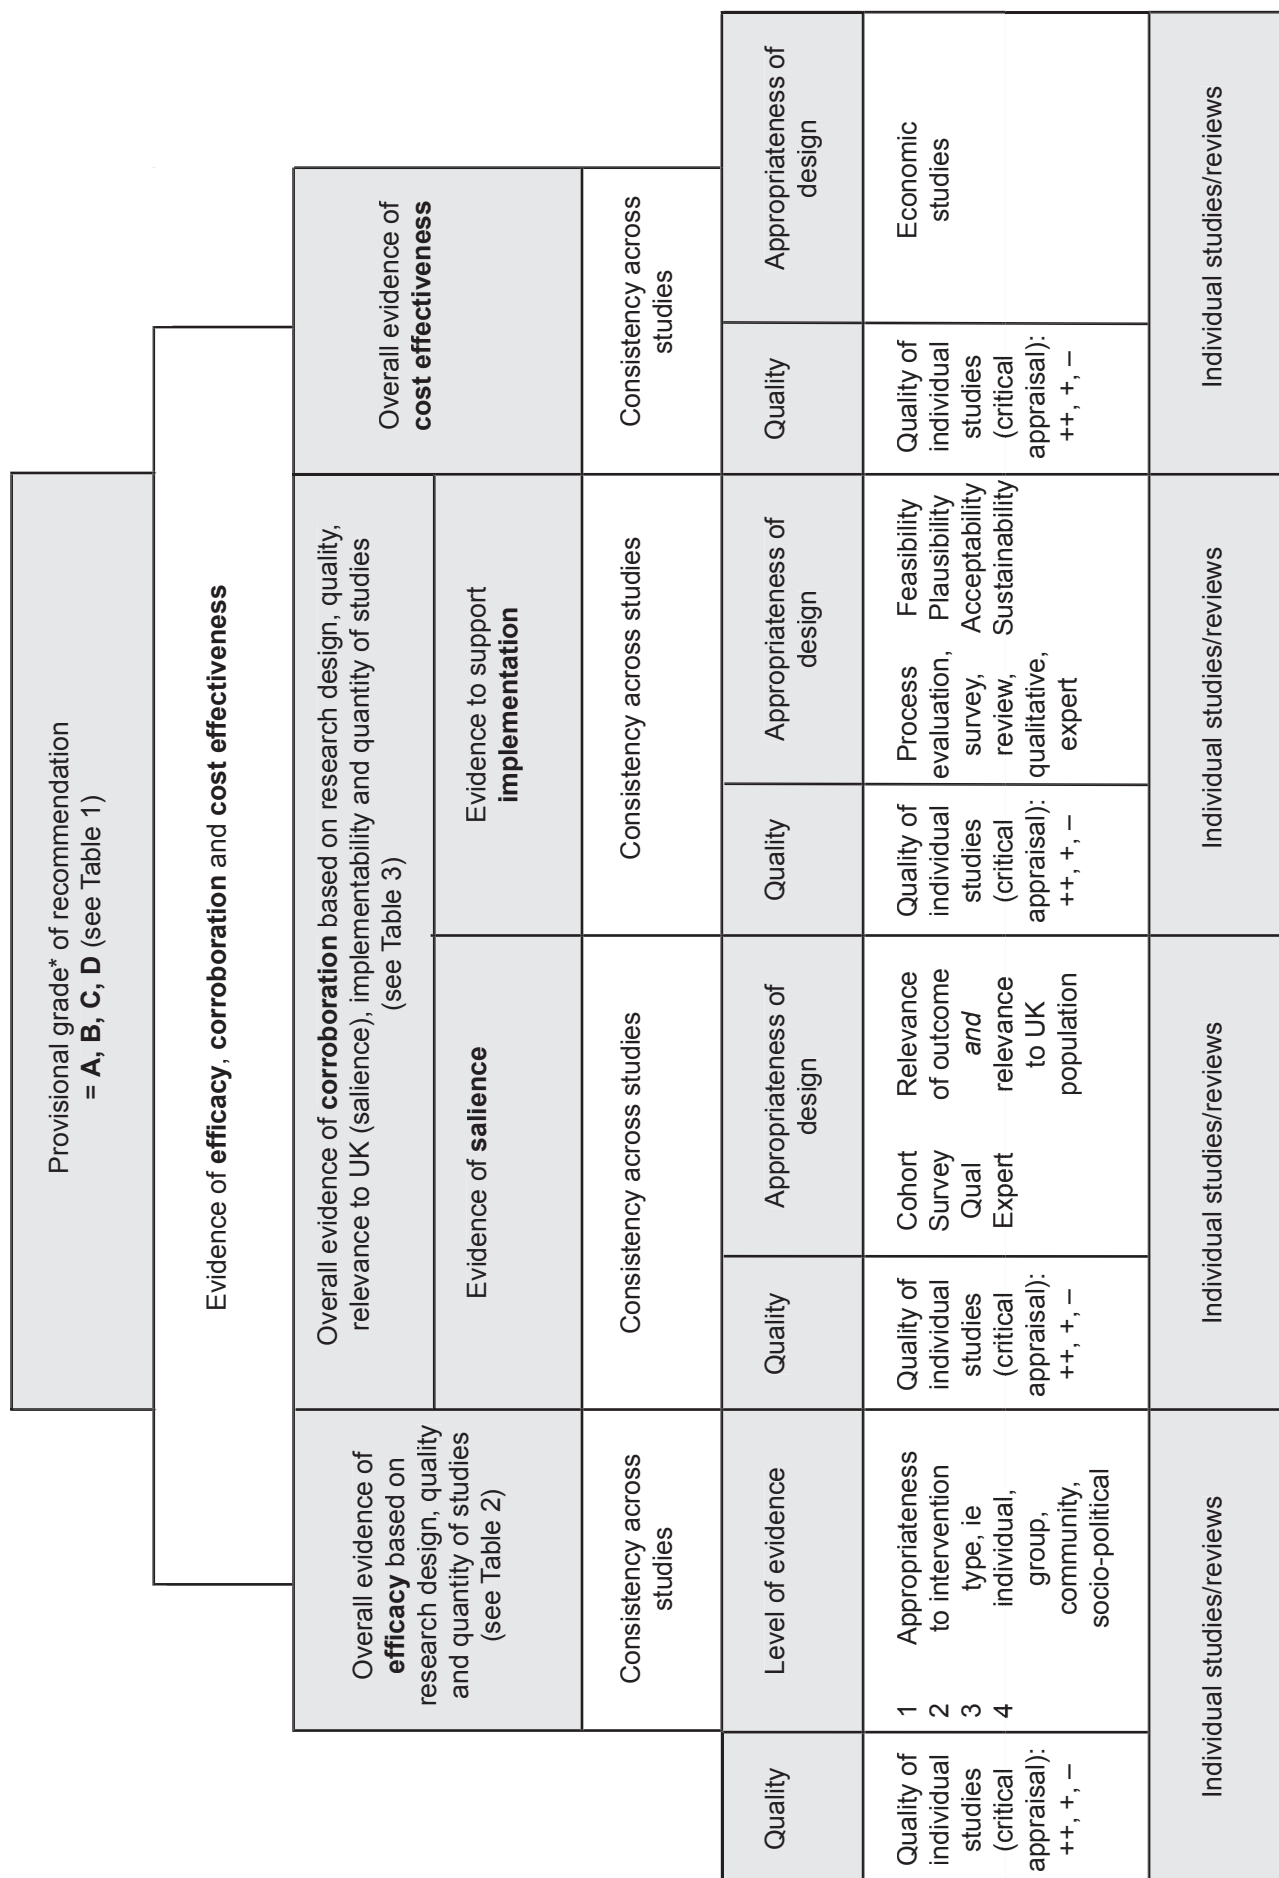 Provisional grade* of recommendation
= A, B, C, D (see Table 1)
Evidence of efficacy, corroboration and cost effectiveness
Overall evidence of
efficacy based on
research design, quality
and quantity of studies
(see Table 2)
Overall evidence of corroboration based on research design, quality,
relevance to UK (salience), implementability and quantity of studies
(see Table 3)
Overall evidence of
cost effectiveness
Evidence of salience
Evidence to support
implementation
Consistency across
studies
Consistency across studies
Consistency across studies
Consistency across
studies
Quality
Level of evidence
Quality
Appropriateness of
design
Quality
Appropriateness of
design
Quality
Appropriateness of
design
Quality of
individual
studies
(critical
appraisal):
++, +, –
1
2
3
4
Appropriateness
to intervention
type, ie
individual,
group,
community,
socio-political
Quality of
individual
studies
(critical
appraisal):
++, +, –
Cohort
Survey
Qual
Expert
Relevance
of outcome
and
relevance
to UK
population
Quality of
individual
studies
(critical
appraisal):
++, +, –
Process
evaluation,
survey,
review,
qualitative,
expert
Feasibility
Plausibility
Acceptability
Sustainability
Quality of
individual
studies
(critical
appraisal):
++, +, –
Economic
studies
Individual studies/reviews
Individual studies/reviews
Individual studies/reviews
Individual studies/reviews